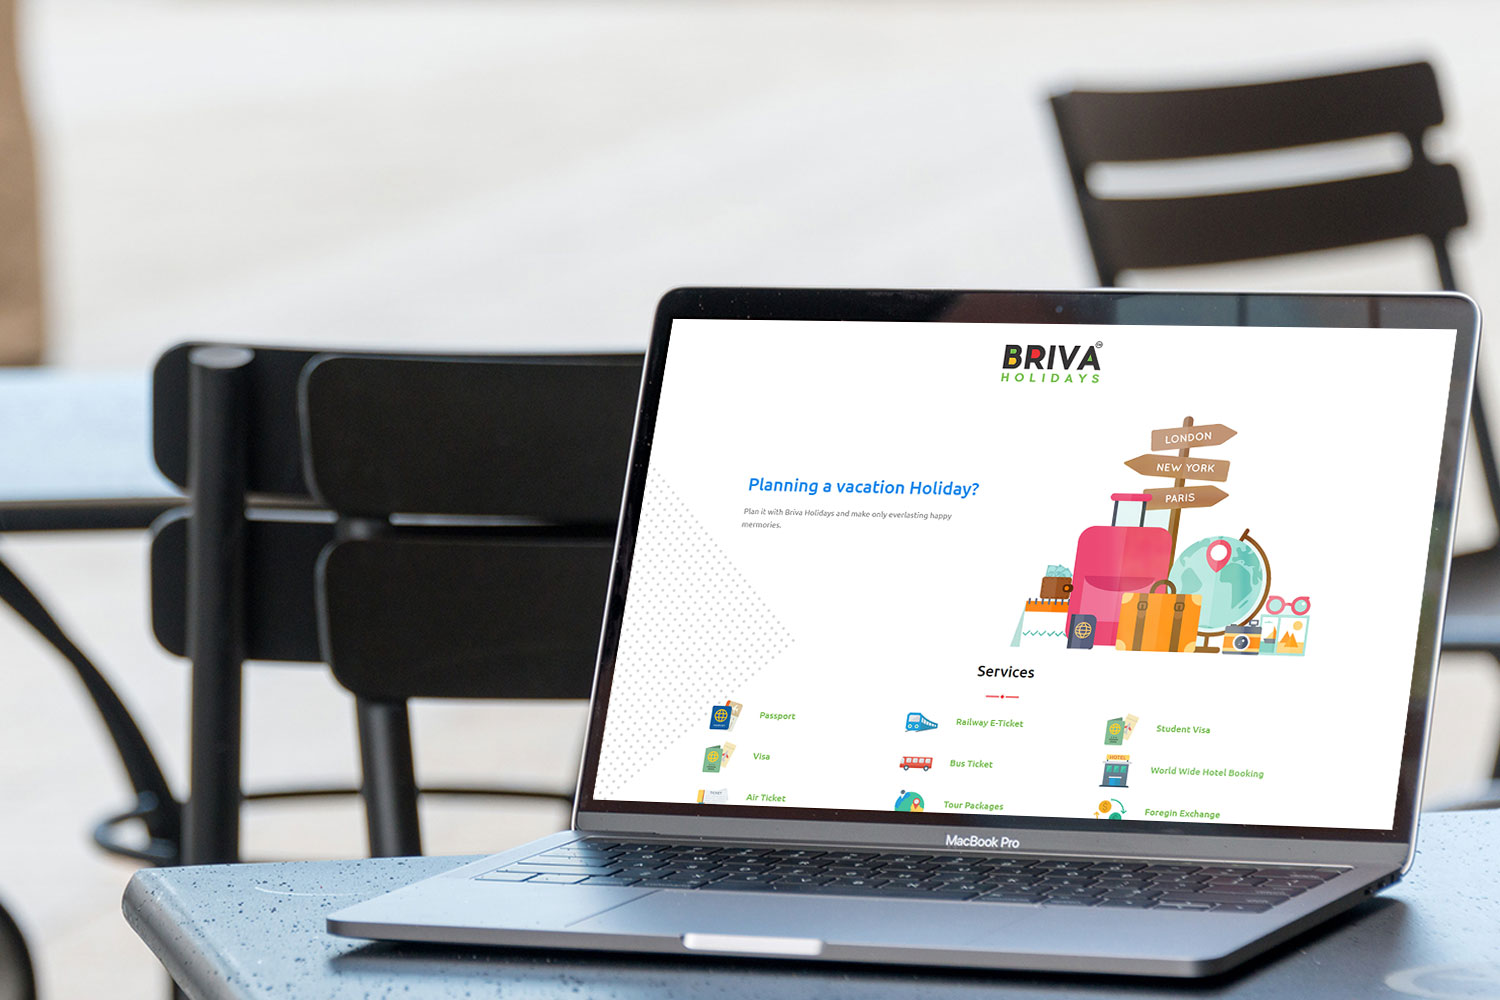 BRIVA
HOLIDAYS
LONDON
NEW YORK
PARIS
Planning a vacation Holiday?
Plan it with Briva Holidays and make only everlasting happy
mermories.
Services
Passport
Railway E-Ticket
Student Visa
Visa
Bus Ticket
World Wide Hotel Booking
HOTEL
Air Ticket
Tour Packages
Foregin Exchange
MacBook Pro